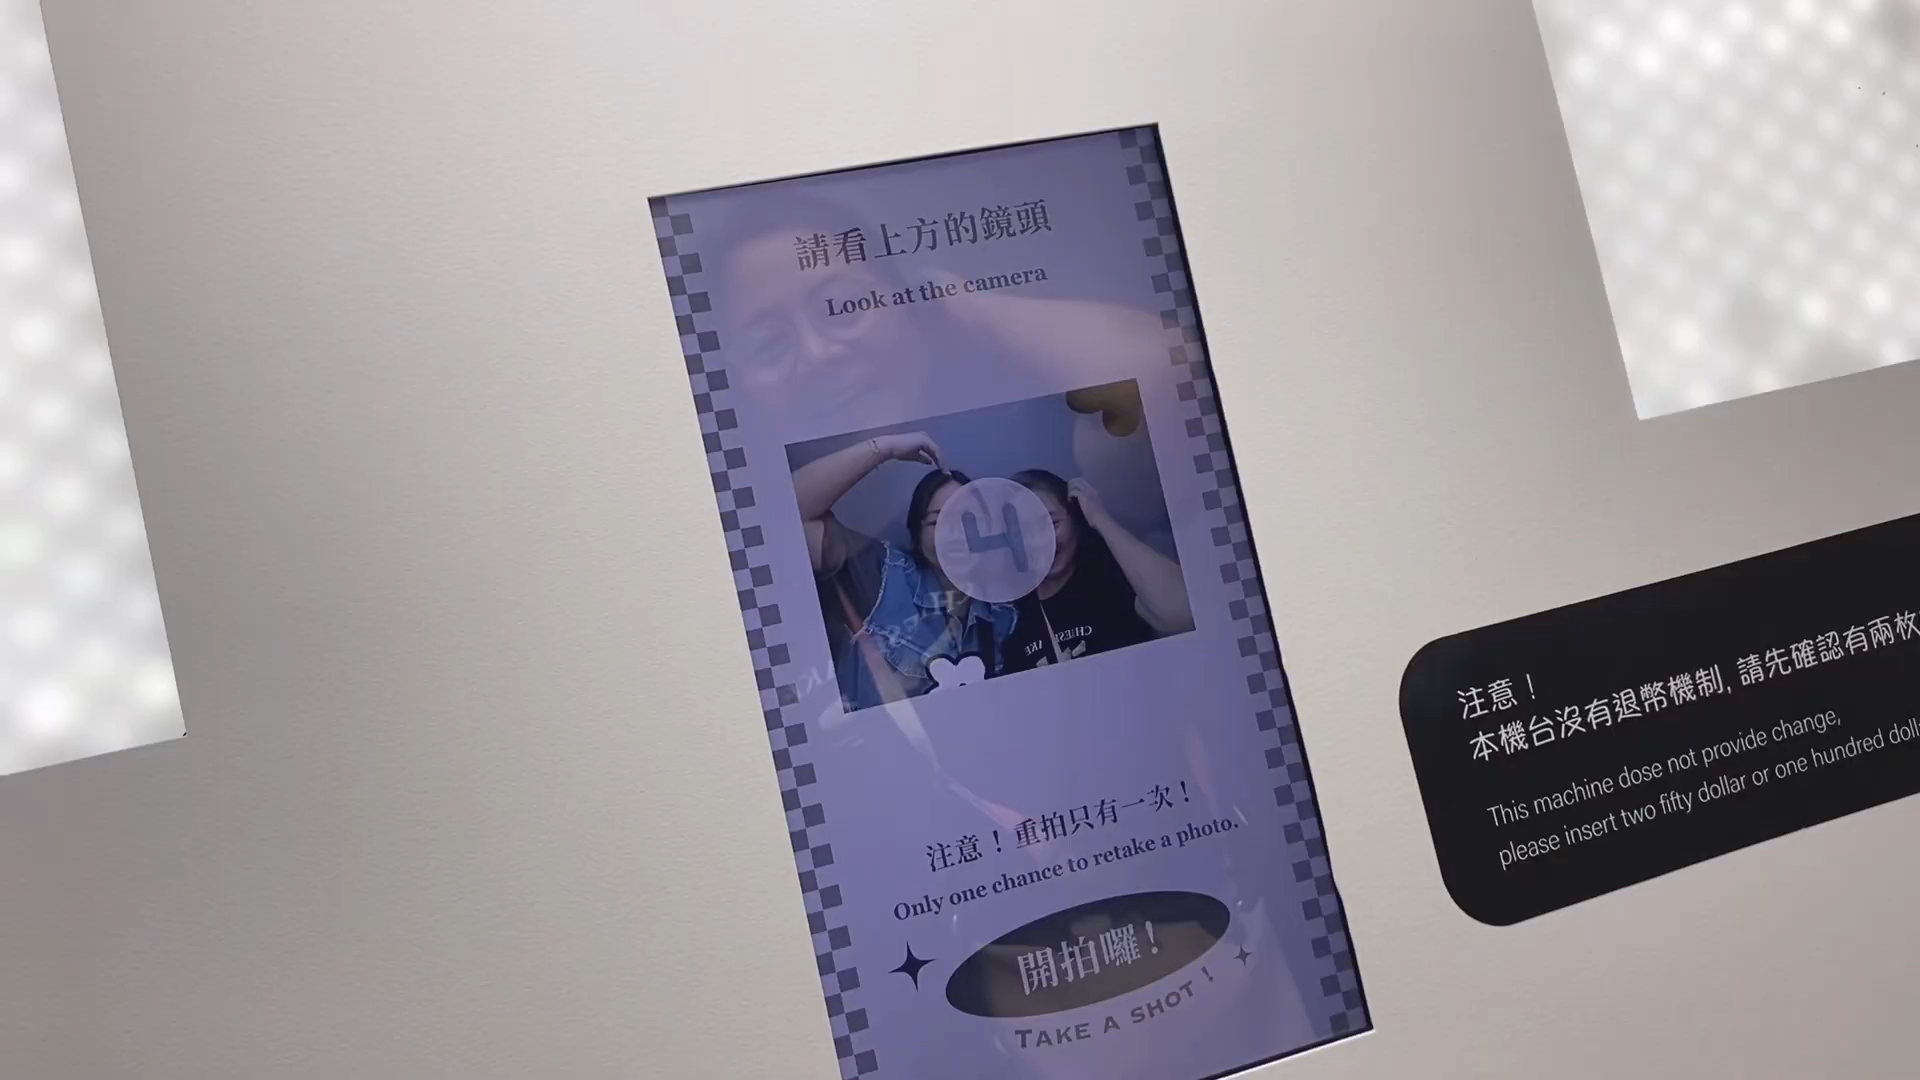 請看上方的鏡頭
Look at the camera
4
注意！重拍只有一次！
Only one chance to retake a photo.
開拍囉！
TAKE A SHOT !
注意！
本機台沒有退幣機制, 請先確認有兩枚
This machine dose not provide change,
please insert two fifty dollar or one hundred